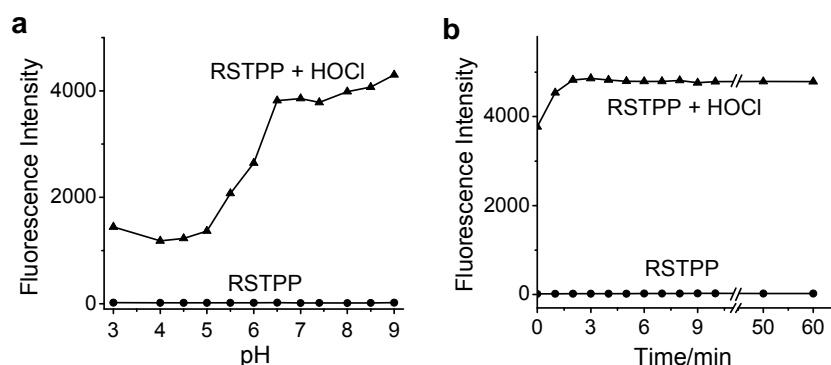 a
Fluorescence Intensity
4000
2000
0
RSTPP + HOCl
RSTPP
3 4 5 6 7 8 9
pH
b
Fluorescence Intensity
4000
2000
0
RSTPP + HOCl
RSTPP
0 3 6 9 50 60
Time/min